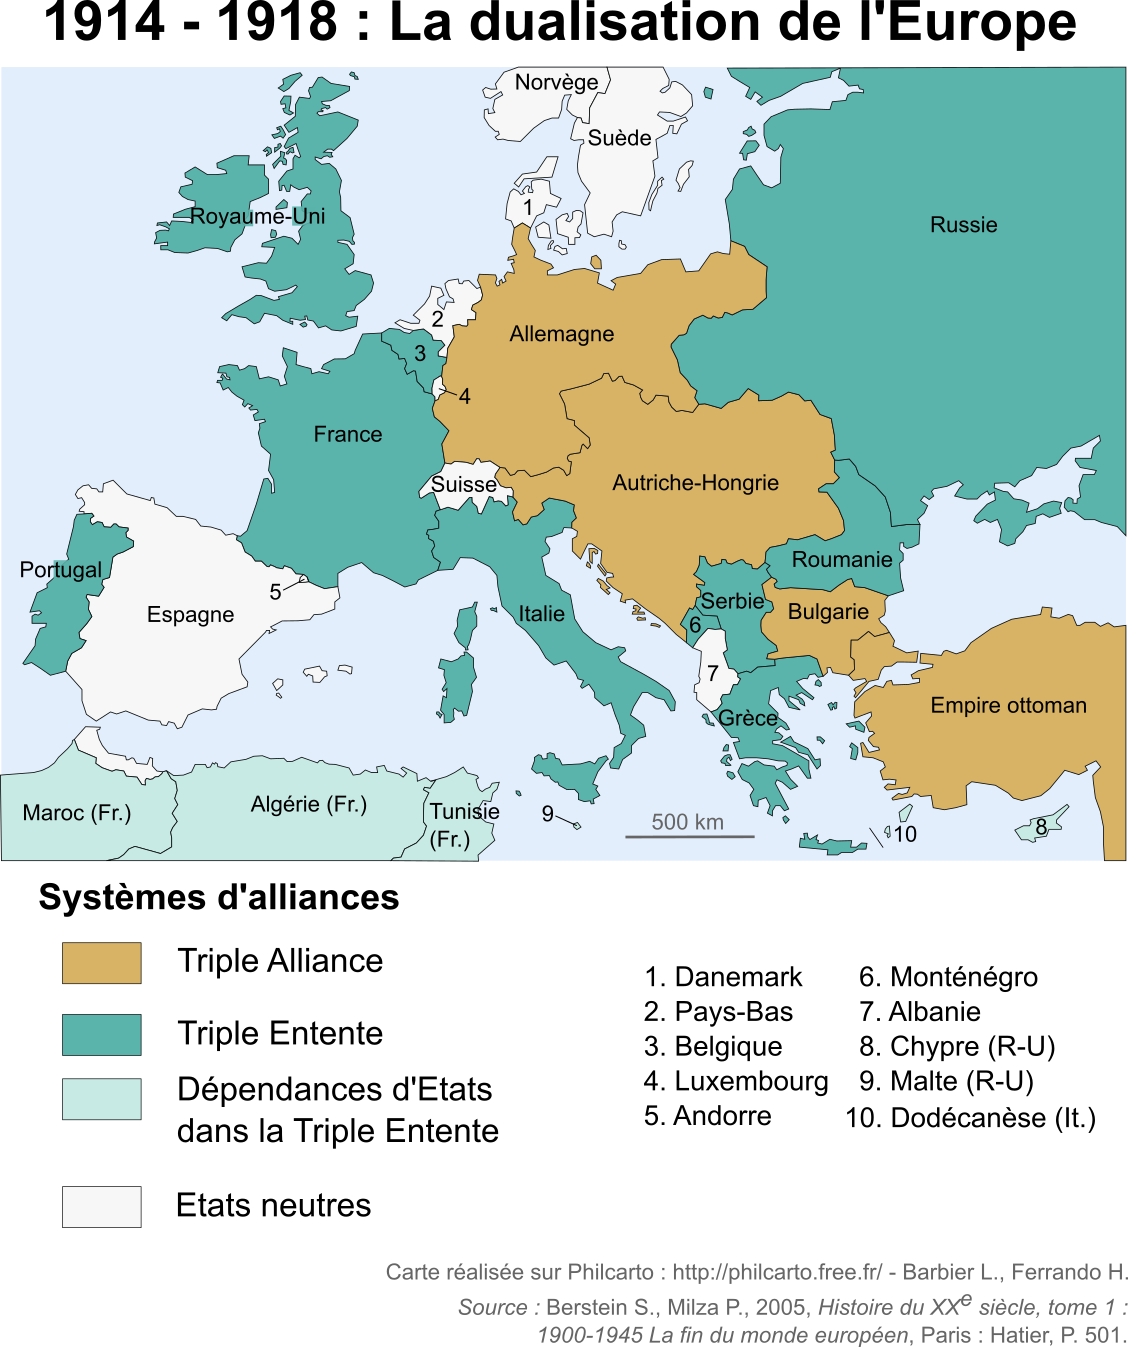 1914 - 1918 : La dualisation de l'Europe
Norvège
Suède
1
Royaume-Uni
Russie
2
Allemagne
3
4
France
Suisse
Autriche-Hongrie
Portugal
5
Espagne
Italie
Roumanie
Serbie
Bulgarie
6
7
Grèce
Empire ottoman
Maroc (Fr.)
Algérie (Fr.)
Tunisie
(Fr.)
9
500 km
10
8
Systèmes d'alliances
Triple Alliance
Triple Entente
Dépendances d'Etats
dans la Triple Entente
Etats neutres
1. Danemark
2. Pays-Bas
3. Belgique
4. Luxembourg
5. Andorre
6. Monténégro
7. Albanie
8. Chypre (R-U)
9. Malte (R-U)
10. Dodécanèse (It.)
Carte réalisée sur Philcarto : http://philcarto.free.fr/ - Barbier L., Ferrando H.
Source : Berstein S., Milza P., 2005, Histoire du XXe siècle, tome 1 :
1900-1945 La fin du monde européen, Paris : Hatier, P. 501.